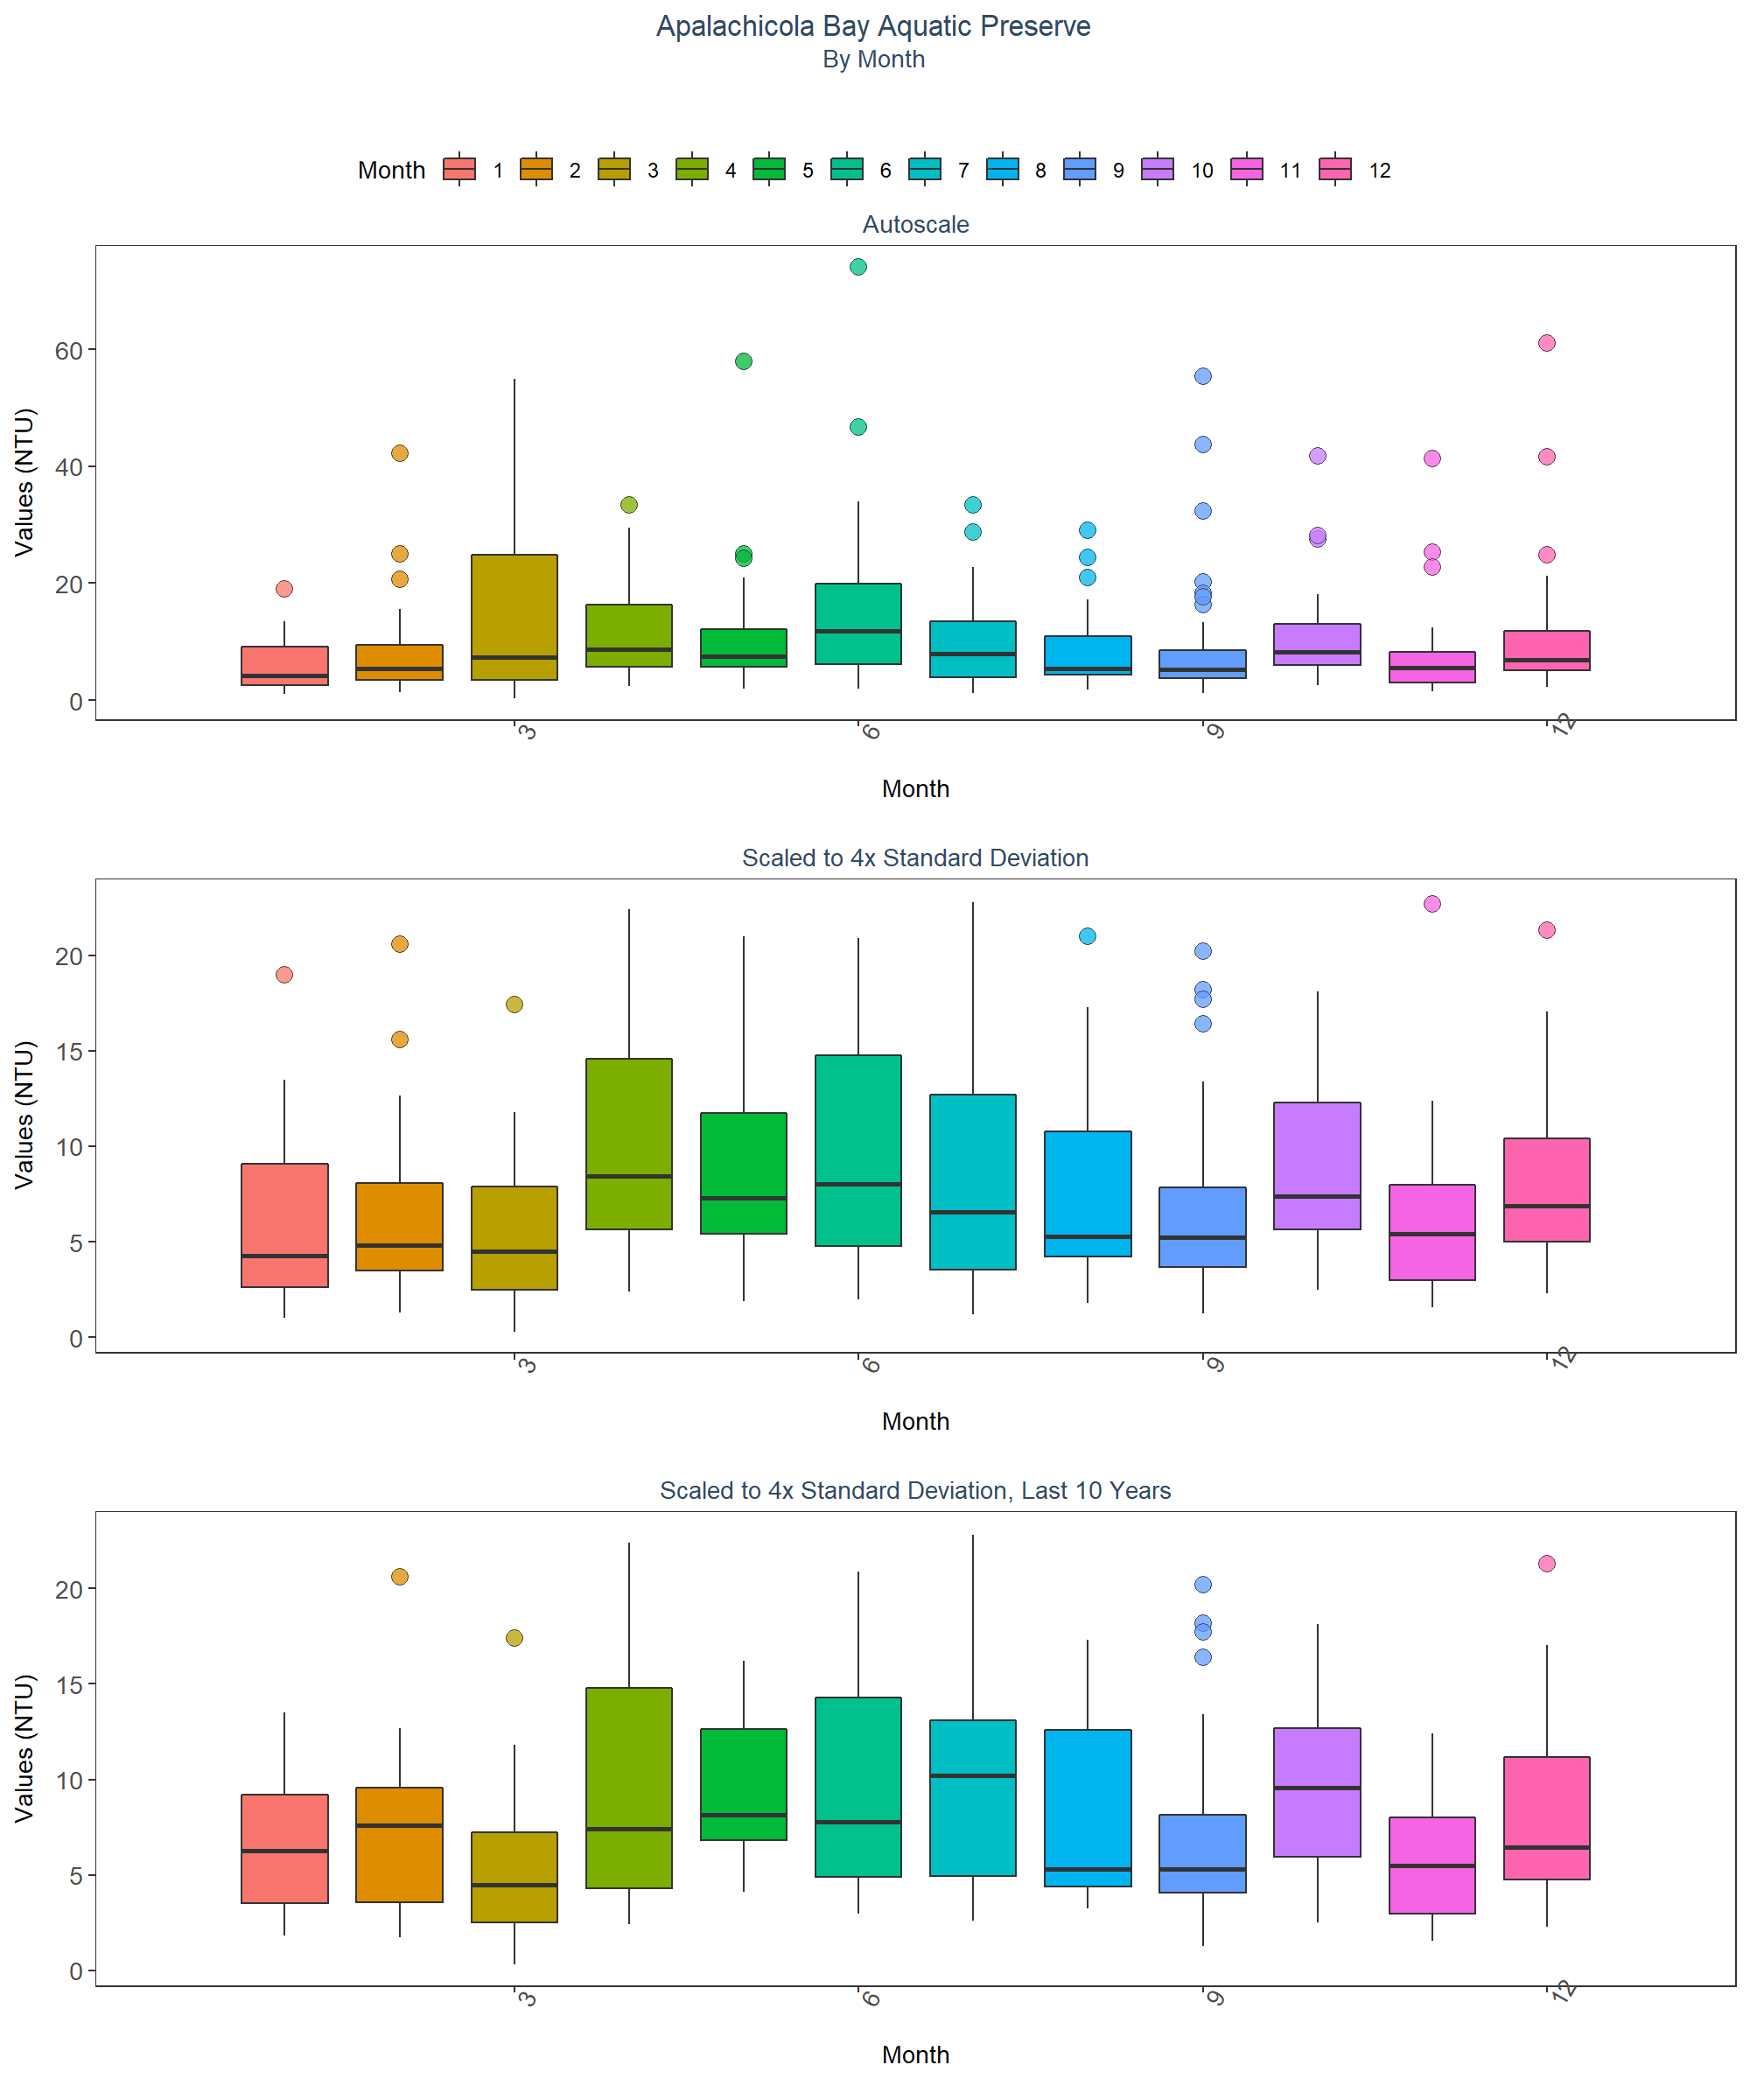 Apalachicola Bay Aquatic Preserve
By Month
Month 1 2 3 4 5 6 7 8 9 10 11 12
Autoscale
Values (NTU)
60
40
20
0
3 6 9 12
Month
Scaled to 4x Standard Deviation
Values (NTU)
20
15
10
5
0
3 6 9 12
Month
Scaled to 4x Standard Deviation, Last 10 Years
Values (NTU)
20
15
10
5
0
3 6 9 12
Month